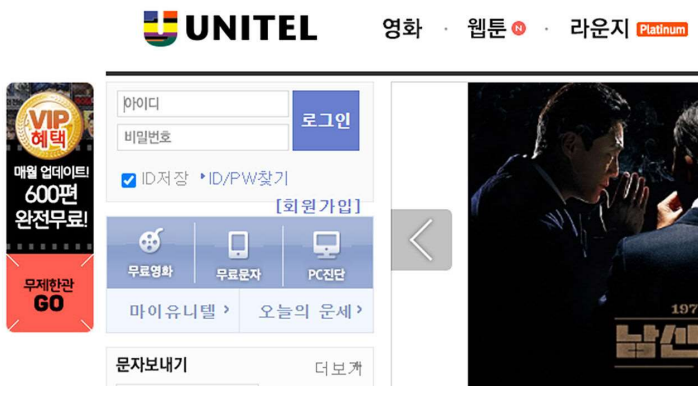 UNITEL
영화 · 웹툰 N · 라운지 Platinum
VIP
혜택
매월 업데이트!
600편
완전무료!
무제한관
GO
아이디
비밀번호
로그인
ID저장 ID/PW찾기
[회원가입]
무료영화 무료문자 PC진단
마이유니텔 오늘의 운세
문자보내기 더보기
197